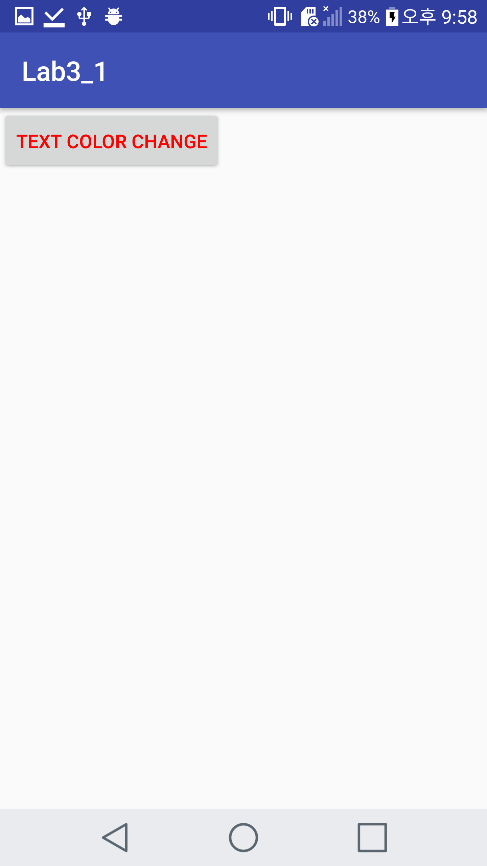 38% 오후 9:58
Lab3_1
TEXT COLOR CHANGE